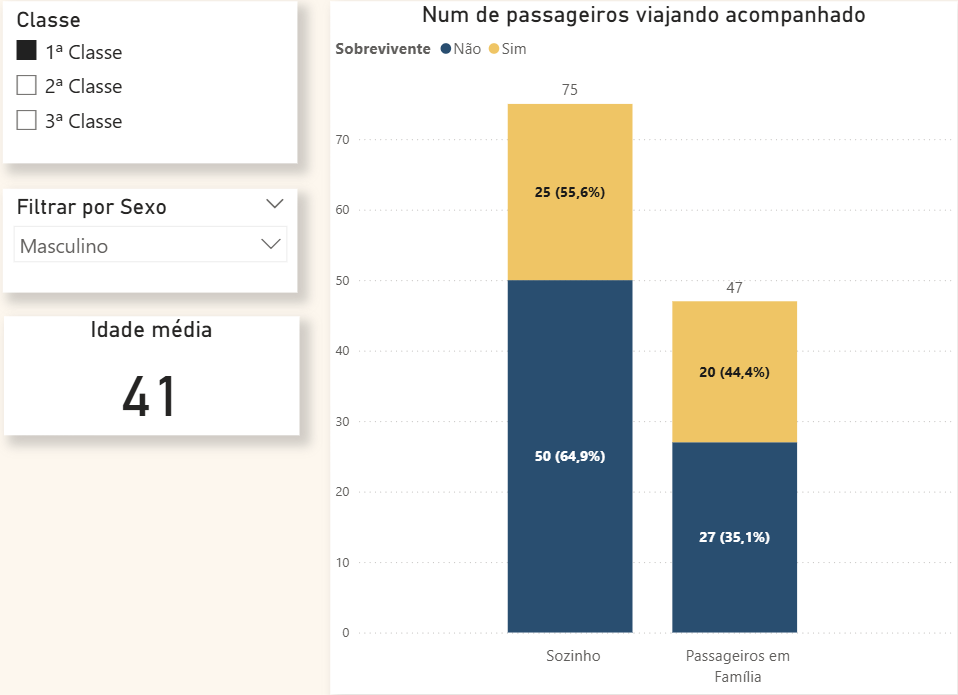 Classe
1ª Classe
2ª Classe
3ª Classe
Filtrar por Sexo
Masculino
Idade média
41
Num de passageiros viajando acompanhado
Sobrevivente Não Sim
75
70
25 (55,6%)
60
50
47
40
20 (44,4%)
30
50 (64,9%)
20
27 (35,1%)
10
0
Sozinho
Passageiros em
Família